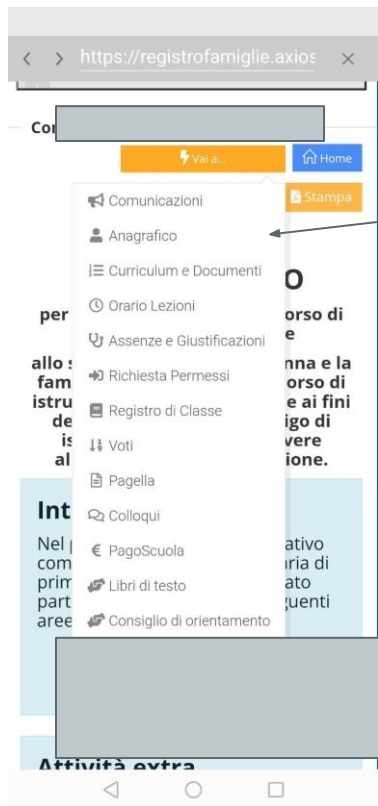 https://registrofamiglie.axios
Vai a...
Home
Comunicazioni
Stampa
Anagrafico
Curriculum e Documenti
O
Orario Lezioni
per
orso di
Assenze e Giustificazioni
e
allo
nna e la
fam
Richiesta Permessi
orso di
istru
Registro di Classe
e ai fini
de
igo di
is
Voti
vere
al
ione.
Pagella
Int
Colloqui
Nel
ativo
com
PagoScuola
ria di
prim
Libri di testo
ato
part
guenti
aree
Consiglio di orientamento
Attività extra